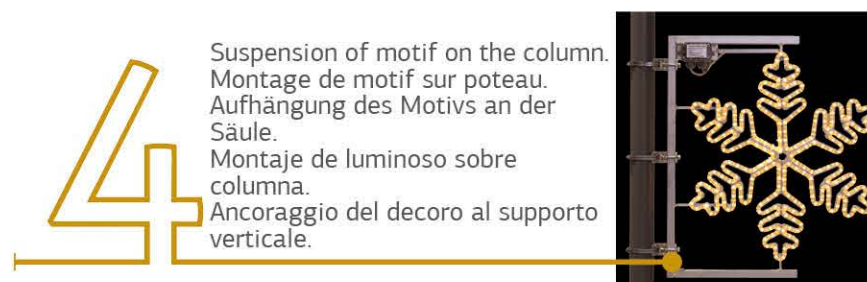 4
Suspension of motif on the column.
Montage de motif sur poteau.
Aufhängung des Motivs an der
Säule.
Montaje de luminoso sobre
columna.
Ancoraggio del decoro al supporto
verticale.